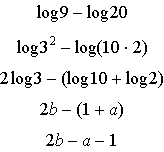 log9 − log20
log3² − log(10 · 2)
2log3 − (log10 + log2)
2b − (1 + a)
2b − a − 1